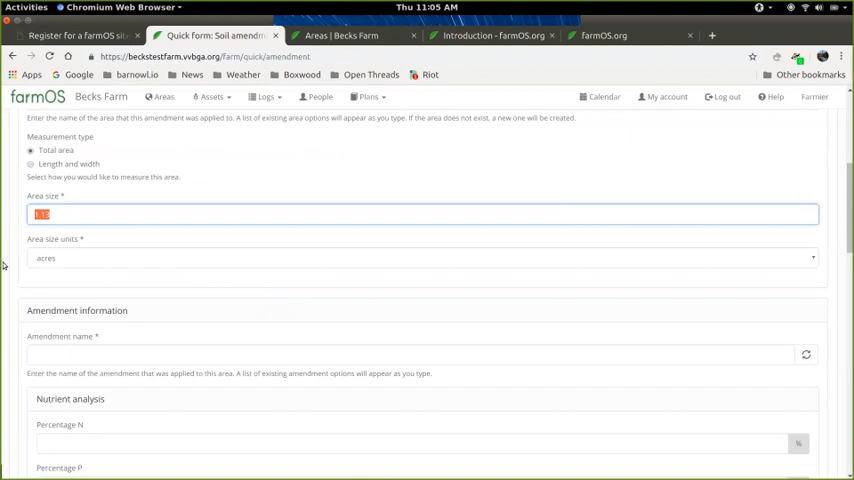 Activities Chromium Web Browser Thu 11:05 AM
Register for a farmOS site Quick form: Soil amendm Areas | Becks Farm Introduction - farmOS.org farmOS.org
https://beckstestfarm.vvbga.org/farm/quick/amendment
Apps Google barnowl.io News Weather Boxwood Open Threads Riot Other bookmarks
farmOS Becks Farm Areas Assets Logs People Plans Calendar My account Log out Help Farmier
Enter the name of the area that this amendment was applied to. A list of existing area options will appear as you type. If the area does not exist, a new one will be created.
Measurement type
Total area
Length and width
Select how you would like to measure this area.
Area size *
1.13
Area size units *
acres
Amendment information
Amendment name *
Enter the name of the amendment that was applied to this area. A list of existing amendment options will appear as you type.
Nutrient analysis
Percentage N
%
Percentage P